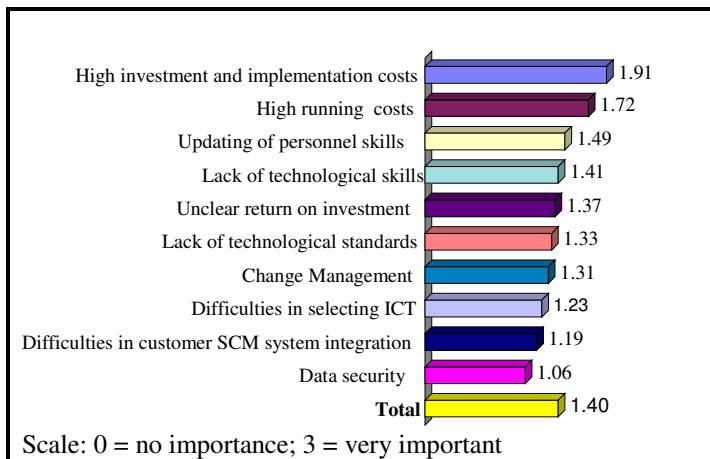 High investment and implementation costs 1.91
High running costs 1.72
Updating of personnel skills 1.49
Lack of technological skills 1.41
Unclear return on investment 1.37
Lack of technological standards 1.33
Change Management 1.31
Difficulties in selecting ICT 1.23
Difficulties in customer SCM system integration 1.19
Data security 1.06
Total 1.40
Scale: 0 = no importance; 3 = very important